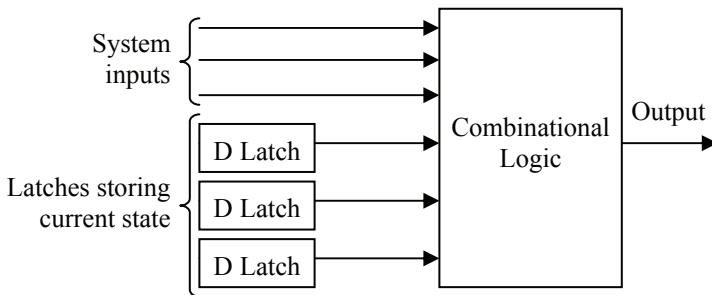 System
inputs
D Latch
Latches storing
current state
D Latch
D Latch
Combinational
Logic
Output